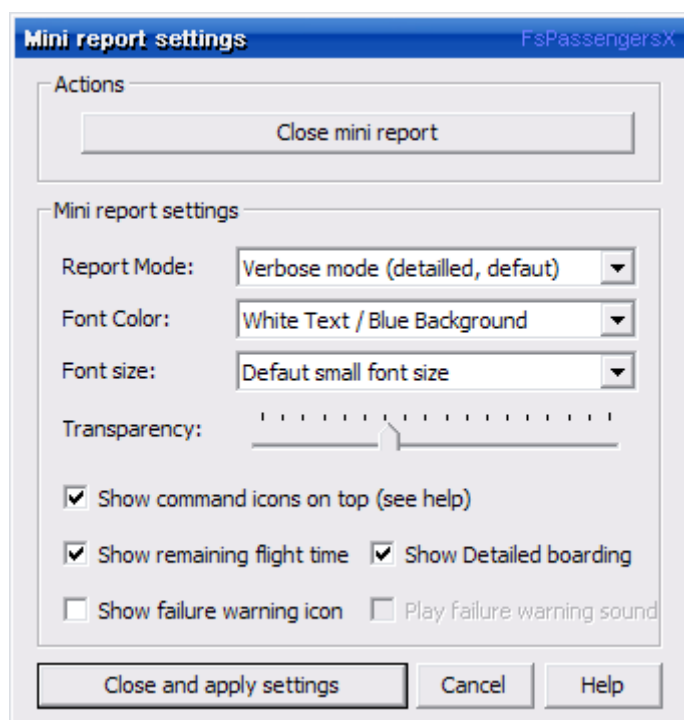 Mini report settings FsPassengersX
Actions
Close mini report
Mini report settings
Report Mode: Verbose mode (detailled, defaut)
Font Color: White Text / Blue Background
Font size: Defaut small font size
Transparency:
Show command icons on top (see help)
Show remaining flight time Show Detailed boarding
Show failure warning icon Play failure warning sound
Close and apply settings Cancel Help